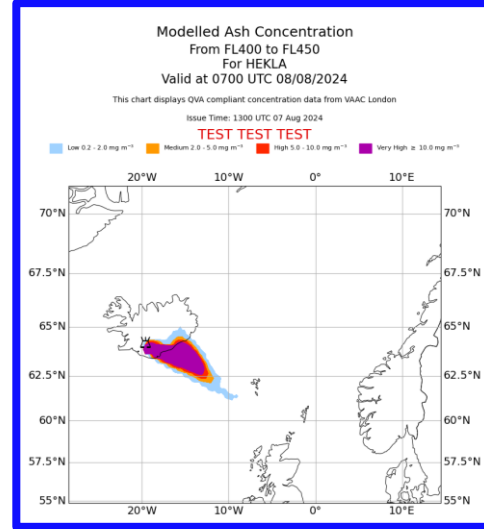 Modelled Ash Concentration
From FL400 to FL450
For HEKLA
Valid at 0700 UTC 08/08/2024
This chart displays QVA compliant concentration data from VAAC London
Issue Time: 1300 UTC 07 Aug 2024
TEST TEST TEST
Low 0.2 - 2.0 mg m⁻³ Medium 2.0 - 5.0 mg m⁻³ High 5.0 - 10.0 mg m⁻³ Very High ≥ 10.0 mg m⁻³
20°W 10°W 0° 10°E
70°N 70°N
67.5°N 67.5°N
65°N 65°N
62.5°N 62.5°N
60°N 60°N
57.5°N 57.5°N
55°N 55°N
20°W 10°W 0° 10°E